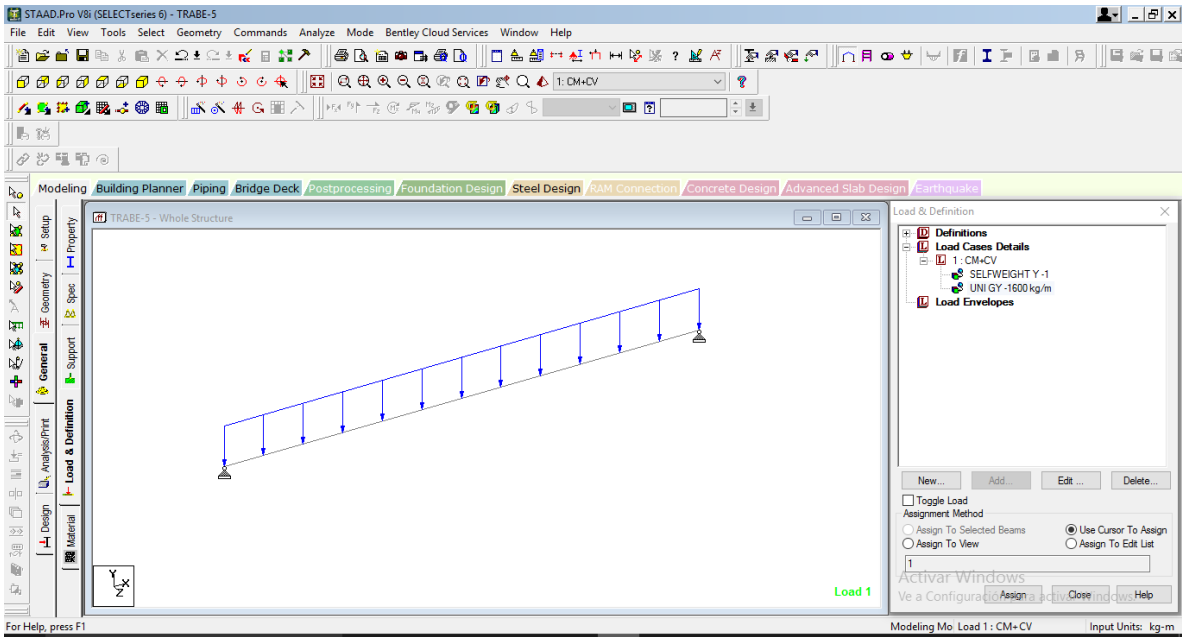 STAAD.Pro V8i (SELECTseries 6) - TRABE-5
File Edit View Tools Select Geometry Commands Analyze Mode Bentley Cloud Services Window Help
1: CM+CV
Modeling Building Planner Piping Bridge Deck Postprocessing Foundation Design Steel Design RAM Connection Concrete Design Advanced Slab Design Earthquake
Setup
Geometry
General
Analysis/Print
Design
Property
Spec
Support
Load & Definition
Material
TRABE-5 - Whole Structure
Y
X
Z
Load 1
Load & Definition
Definitions
Load Cases Details
1 : CM+CV
SELFWEIGHT Y -1
UNI GY -1600 kg/m
Load Envelopes
New... Add... Edit ... Delete...
Toggle Load
Assignment Method
Assign To Selected Beams Use Cursor To Assign
Assign To View Assign To Edit List
1
Activar Windows
Ve a Configuración para activar Windows.
Assign Close Help
For Help, press F1
Modeling Mo Load 1 : CM+CV Input Units: kg-m